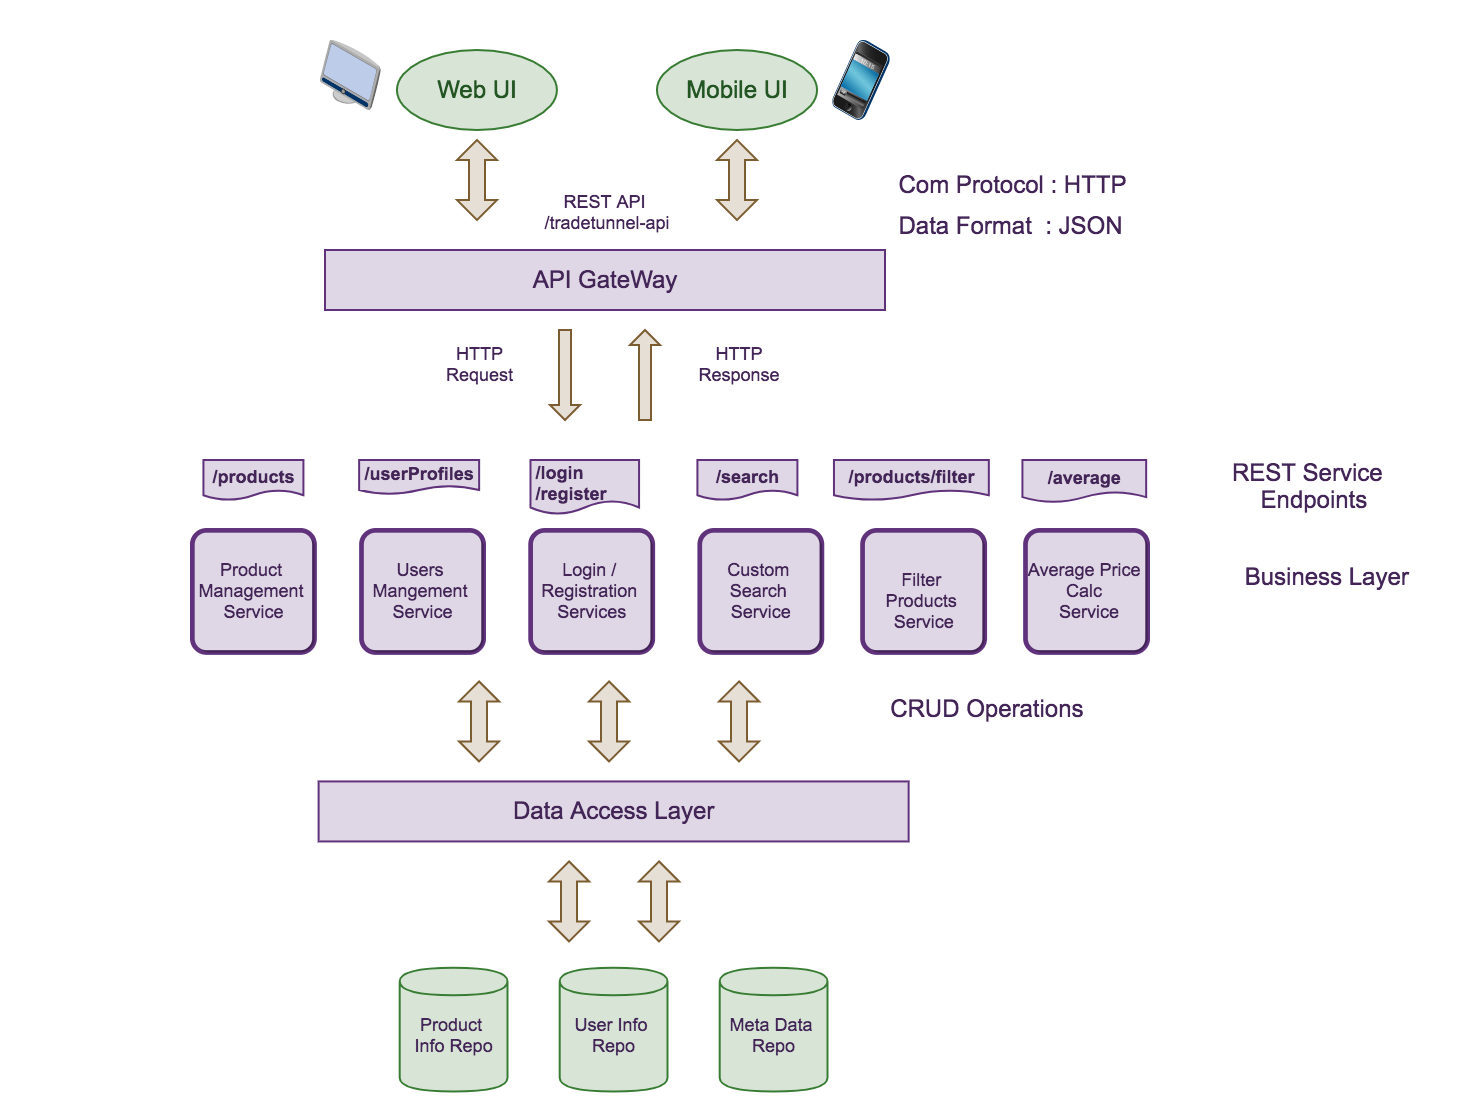 Web UI
Mobile UI
Com Protocol : HTTP
REST API
/tradetunnel-api
Data Format : JSON
API GateWay
HTTP
Request
HTTP
Response
/products
/userProfiles
/login
/register
/search
/products/filter
/average
REST Service
Endpoints
Product
Management
Service
Users
Mangement
Service
Login /
Registration
Services
Custom
Search
Service
Filter
Products
Service
Average Price
Calc
Service
Business Layer
CRUD Operations
Data Access Layer
Product
Info Repo
User Info
Repo
Meta Data
Repo